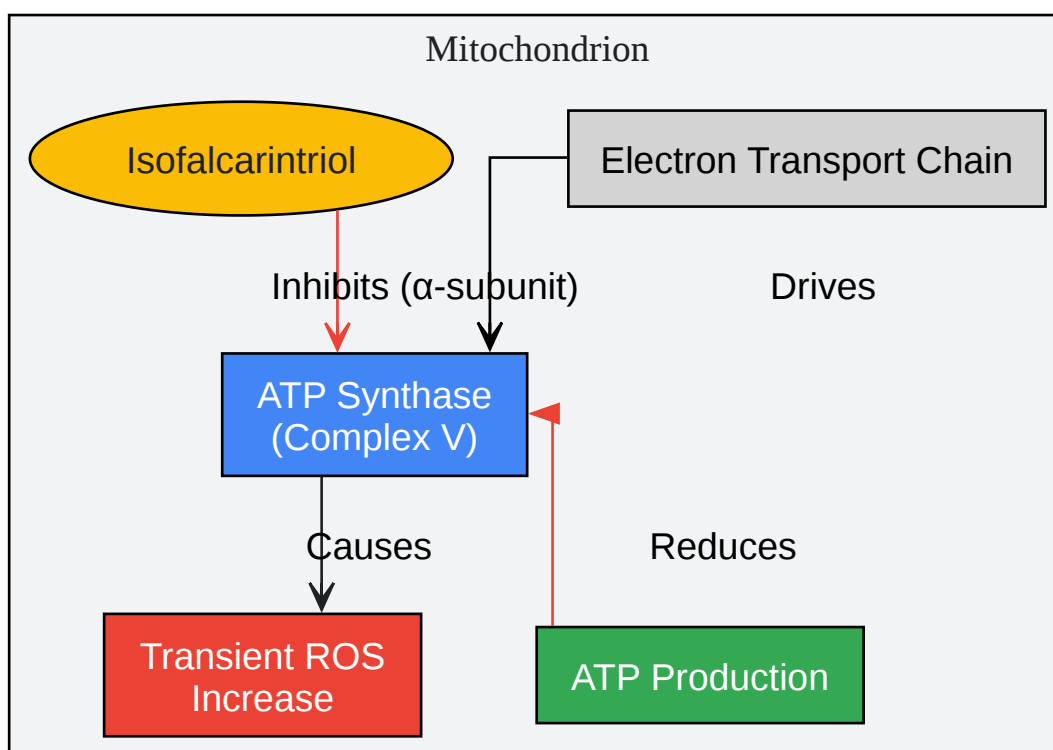 Mitochondrion
Isofalcarintriol
Electron Transport Chain
Inhibits (α-subunit)
Drives
ATP Synthase
(Complex V)
Causes
Reduces
Transient ROS
Increase
ATP Production